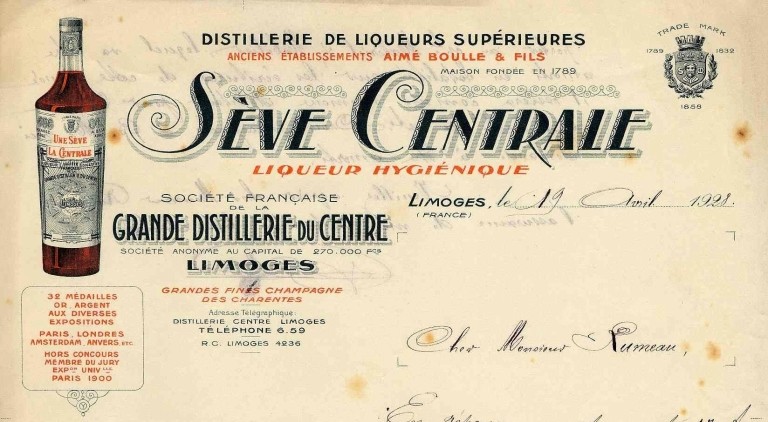 DISTILLERIE DE LIQUEURS SUPÉRIEURES
ANCIENS ÉTABLISSEMENTS AIMÉ BOULLE & FILS
MAISON FONDÉE EN 1789
TRADE MARK
1789 1832
1858
SÈVE CENTRALE
LIQUEUR HYGIÉNIQUE
UNE SÈVE
LA CENTRALE
SOCIÉTÉ FRANÇAISE
DE LA
GRANDE DISTILLERIE DU CENTRE
SOCIÉTÉ ANONYME AU CAPITAL DE 270.000 FCS
LIMOGES
LIMOGES, le 19 Avril 1928.
(FRANCE)
GRANDES FINES CHAMPAGNE
DES CHARENTES
Adresse Télégraphique:
DISTILLERIE CENTRE LIMOGES
TÉLÉPHONE 6.59
R.C. LIMOGES 4236
32 MÉDAILLES
OR, ARGENT
AUX DIVERSES
EXPOSITIONS
PARIS, LONDRES
AMSTERDAM, ANVERS, ETC.
HORS CONCOURS
MEMBRE DU JURY
EXPON UNIVLLE
PARIS 1900
Cher Monsieur Rumeau,